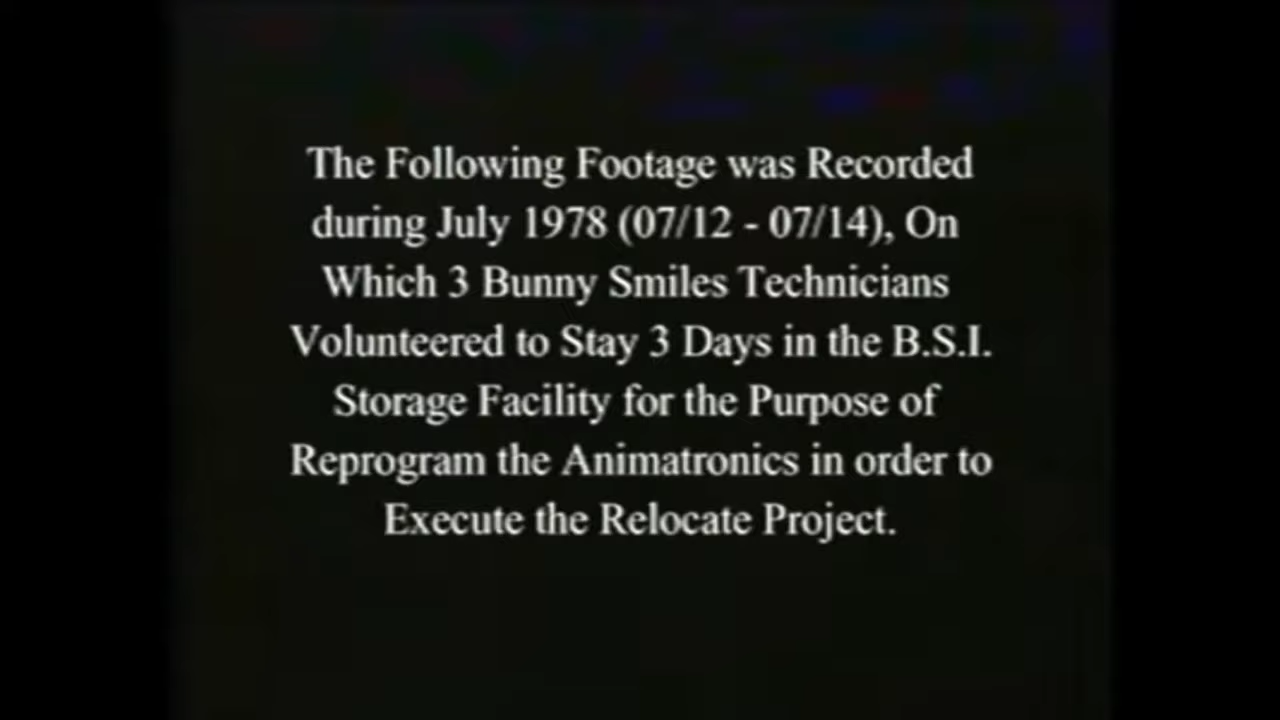 The Following Footage was Recorded
during July 1978 (07/12 - 07/14), On
Which 3 Bunny Smiles Technicians
Volunteered to Stay 3 Days in the B.S.I.
Storage Facility for the Purpose of
Reprogram the Animatronics in order to
Execute the Relocate Project.